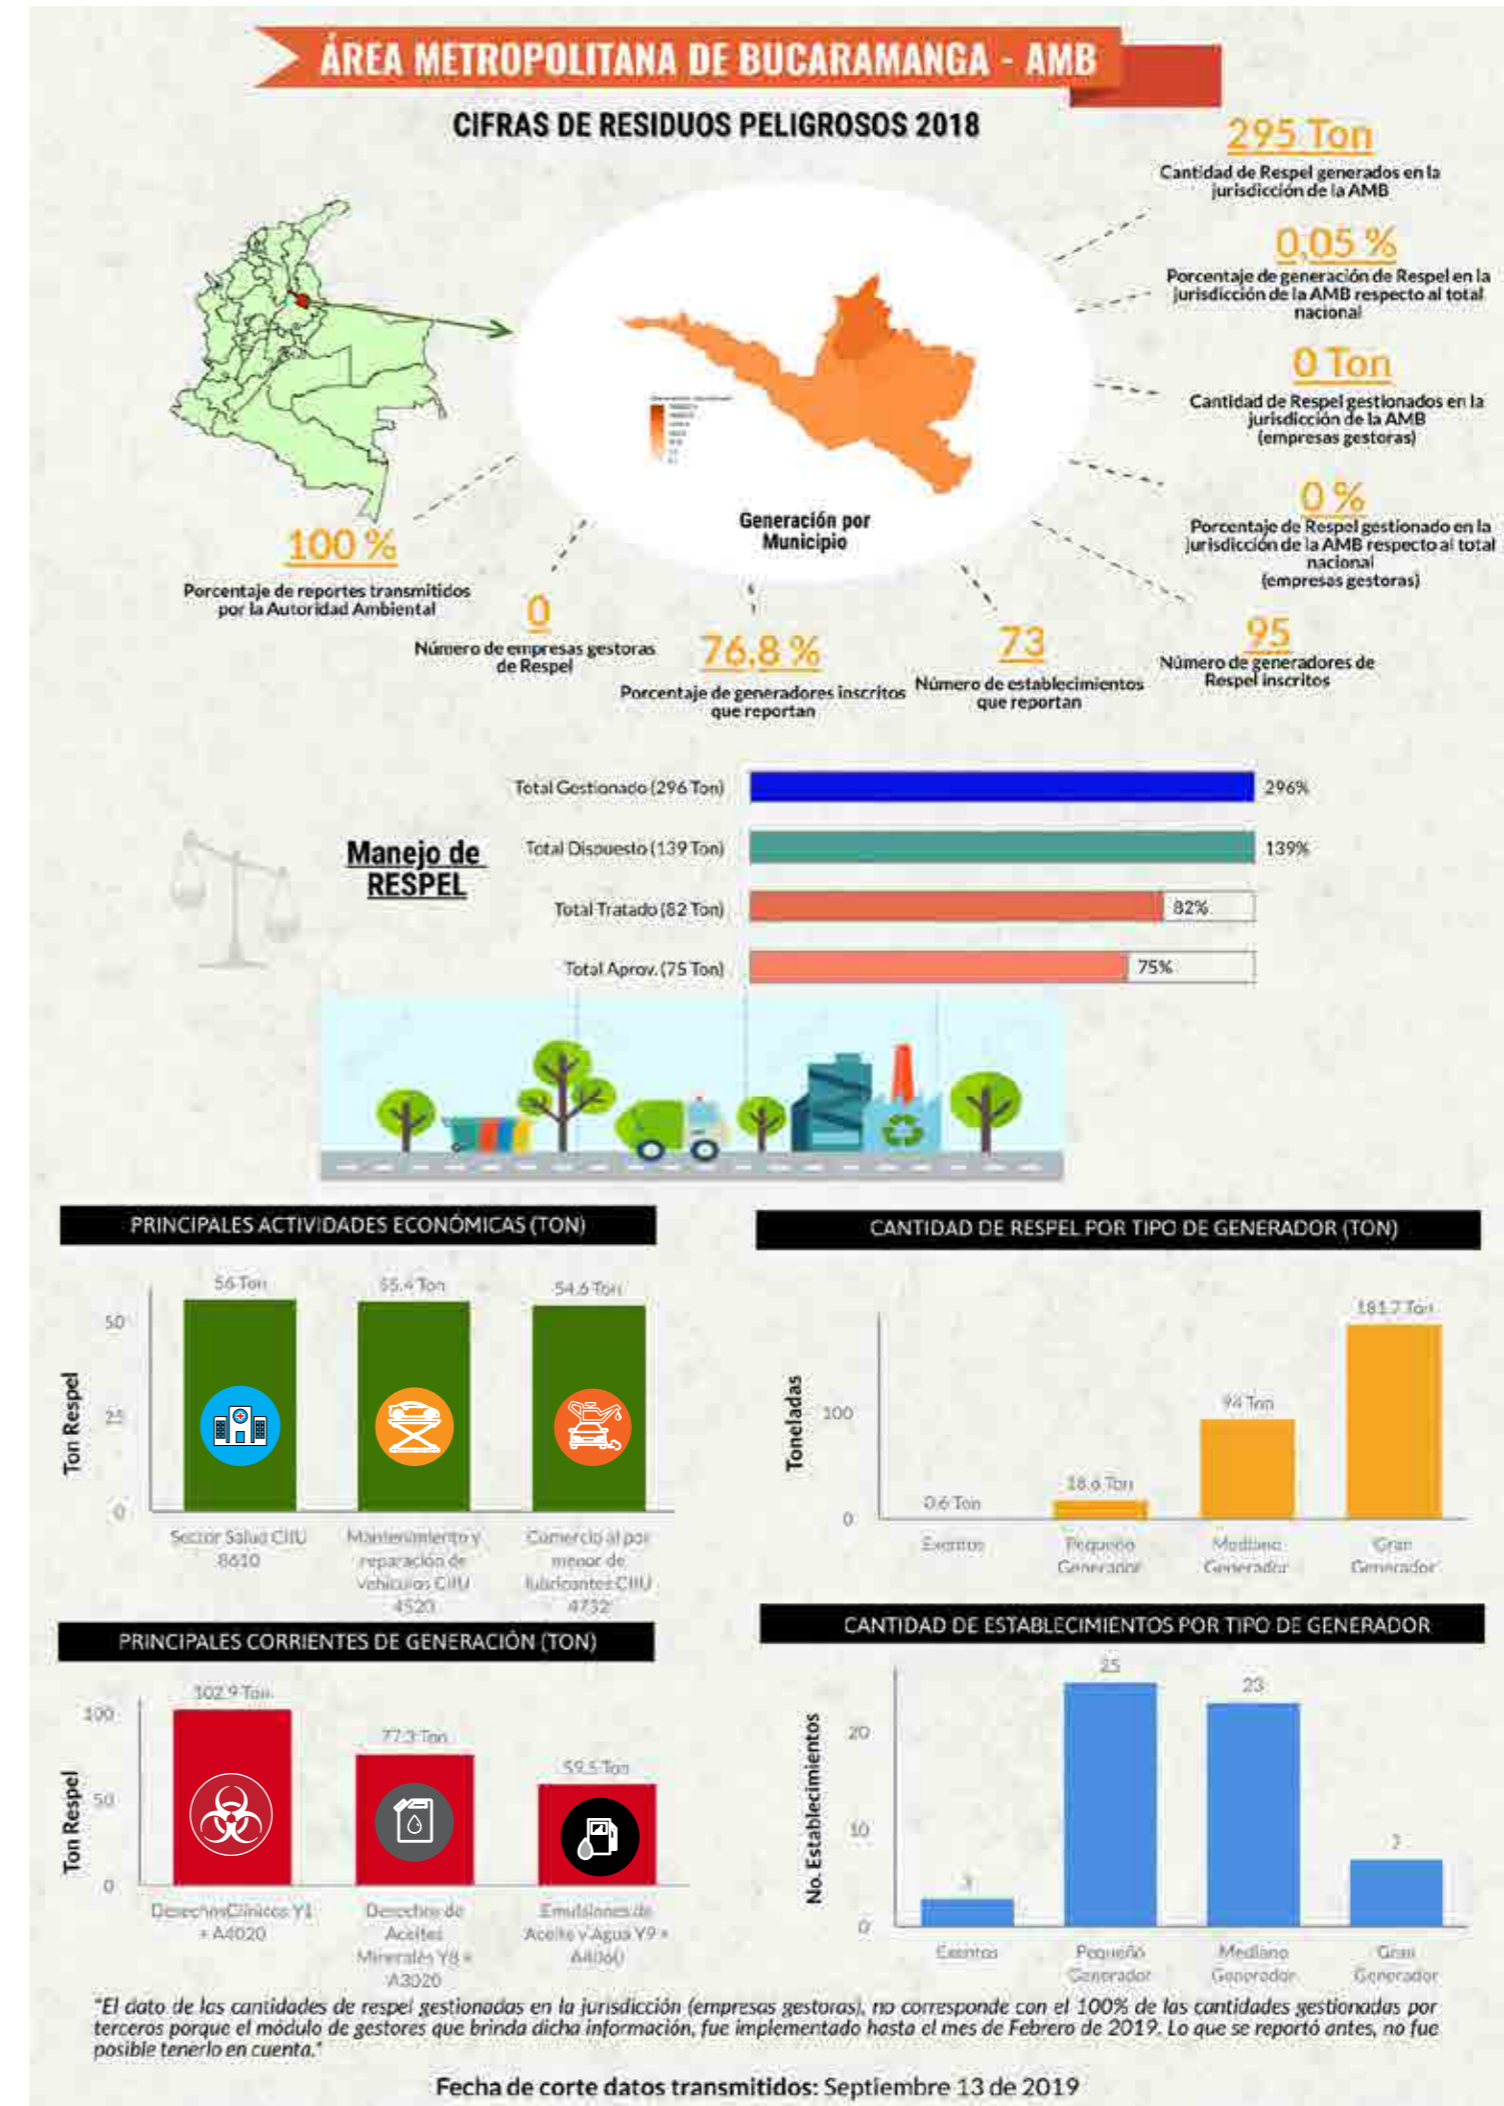 ÁREA METROPOLITANA DE BUCARAMANGA - AMB
CIFRAS DE RESIDUOS PELIGROSOS 2018
295 Ton
Cantidad de Respel generados en la
jurisdicción de la AMB
0,05 %
Porcentaje de generación de Respel en la
jurisdicción de la AMB respecto al total
nacional
0 Ton
Cantidad de Respel gestionados en la
jurisdicción de la AMB
(empresas gestoras)
0 %
Porcentaje de Respel gestionado en la
jurisdicción de la AMB respecto al total
nacional
(empresas gestoras)
Generación por
Municipio
100 %
Porcentaje de reportes transmitidos
por la Autoridad Ambiental
0
Número de empresas gestoras
de Respel
76,8 %
Porcentaje de generadores inscritos
que reportan
73
Número de establecimientos
que reportan
95
Número de generadores de
Respel inscritos
Manejo de
RESPEL
Total Gestionado (296 Ton)
296%
Total Dispuesto (139 Ton)
139%
Total Tratado (82 Ton)
82%
Total Aprov. (75 Ton)
75%
PRINCIPALES ACTIVIDADES ECONÓMICAS (TON)
Ton Respel
50
25
0
56 Ton
55.4 Ton
54.6 Ton
Sector Salud CIIU
8610
Mantenimiento y
reparación de
vehículos CIIU
4520
Comercio al por
menor de
lubricantes CIIU
4732
CANTIDAD DE RESPEL POR TIPO DE GENERADOR (TON)
Toneladas
100
0
0.6 Ton
18.6 Ton
94 Ton
181.7 Ton
Exentos
Pequeño
Generador
Mediano
Generador
Gran
Generador
PRINCIPALES CORRIENTES DE GENERACIÓN (TON)
Ton Respel
100
50
0
102.9 Ton
77.3 Ton
59.5 Ton
DesechosClínicos Y1
+ A4020
Desechos de
Aceites
Minerales Y8 +
A3020
Emulsiones de
Aceite y Agua Y9 +
A4060
CANTIDAD DE ESTABLECIMIENTOS POR TIPO DE GENERADOR
No. Establecimientos
20
10
0
3
25
23
7
Exentos
Pequeño
Generador
Mediano
Generador
Gran
Generador
"El dato de las cantidades de respel gestionadas en la jurisdicción (empresas gestoras), no corresponde con el 100% de las cantidades gestionadas por
terceros porque el módulo de gestores que brinda dicha información, fue implementado hasta el mes de Febrero de 2019. Lo que se reportó antes, no fue
posible tenerlo en cuenta."
Fecha de corte datos transmitidos: Septiembre 13 de 2019